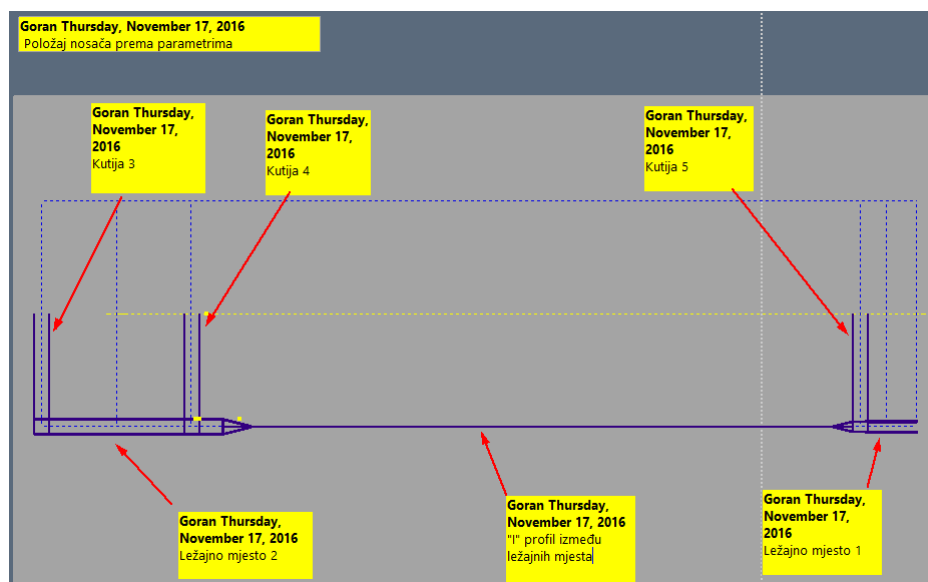 Goran Thursday, November 17, 2016
Položaj nosača prema parametrima
Goran Thursday,
November 17,
2016
Kutija 3
Goran Thursday,
November 17,
2016
Kutija 4
Goran Thursday,
November 17,
2016
Kutija 5
Goran Thursday,
November 17, 2016
Ležajno mjesto 2
Goran Thursday,
November 17, 2016
"I" profil između
ležajnih mjesta
Goran Thursday,
November 17,
2016
Ležajno mjesto 1